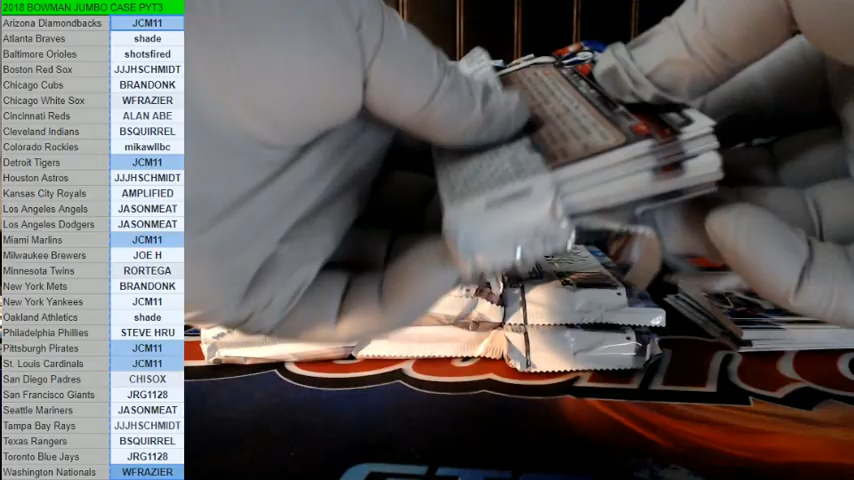 2018 BOWMAN JUMBO CASE PYT3
Arizona Diamondbacks JCM11
Atlanta Braves shade
Baltimore Orioles shotsfired
Boston Red Sox JJJHSCHMIDT
Chicago Cubs BRANDONK
Chicago White Sox WFRAZIER
Cincinnati Reds ALAN ABE
Cleveland Indians BSQUIRREL
Colorado Rockies mikawllbc
Detroit Tigers JCM11
Houston Astros JJJHSCHMIDT
Kansas City Royals AMPLIFIED
Los Angeles Angels JASONMEAT
Los Angeles Dodgers JASONMEAT
Miami Marlins JCM11
Milwaukee Brewers JOE H
Minnesota Twins RORTEGA
New York Mets BRANDONK
New York Yankees JCM11
Oakland Athletics shade
Philadelphia Phillies STEVE HRU
Pittsburgh Pirates JCM11
St. Louis Cardinals JCM11
San Diego Padres CHISOX
San Francisco Giants JRG1128
Seattle Mariners JASONMEAT
Tampa Bay Rays JJJHSCHMIDT
Texas Rangers BSQUIRREL
Toronto Blue Jays JRG1128
Washington Nationals WFRAZIER